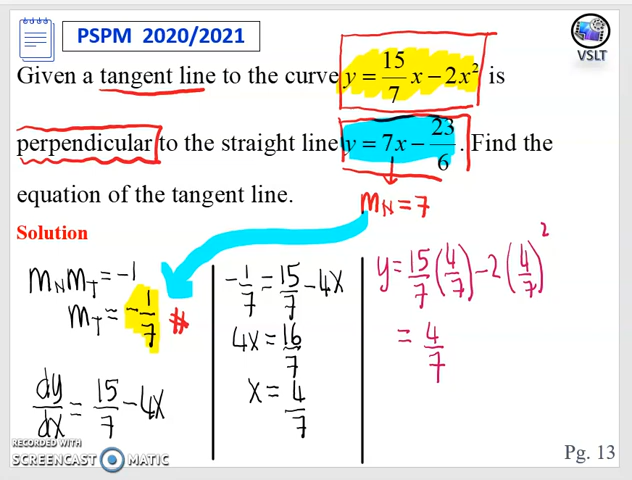 PSPM 2020/2021
VSLT
Given a tangent line to the curve y = 15/7 x − 2x² is
perpendicular to the straight line y = 7x − 23/6. Find the
equation of the tangent line.
m_N = 7
Solution
m_N m_T = −1
m_T = −1/7 #
dy/dx = 15/7 − 4x
−1/7 = 15/7 − 4x
4x = 16/7
x = 4/7
y = 15/7 (4/7) − 2 (4/7)²
= 4/7
RECORDED WITH
SCREENCAST MATIC
Pg. 13